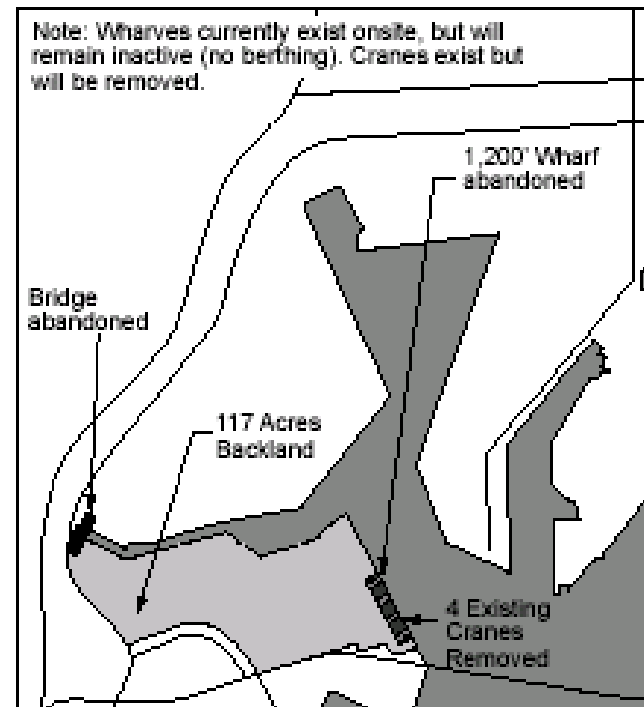 Note: Wharves currently exist onsite, but will
remain inactive (no berthing). Cranes exist but
will be removed.
1,200' Wharf
abandoned
Bridge
abandoned
117 Acres
Backland
4 Existing
Cranes
Removed